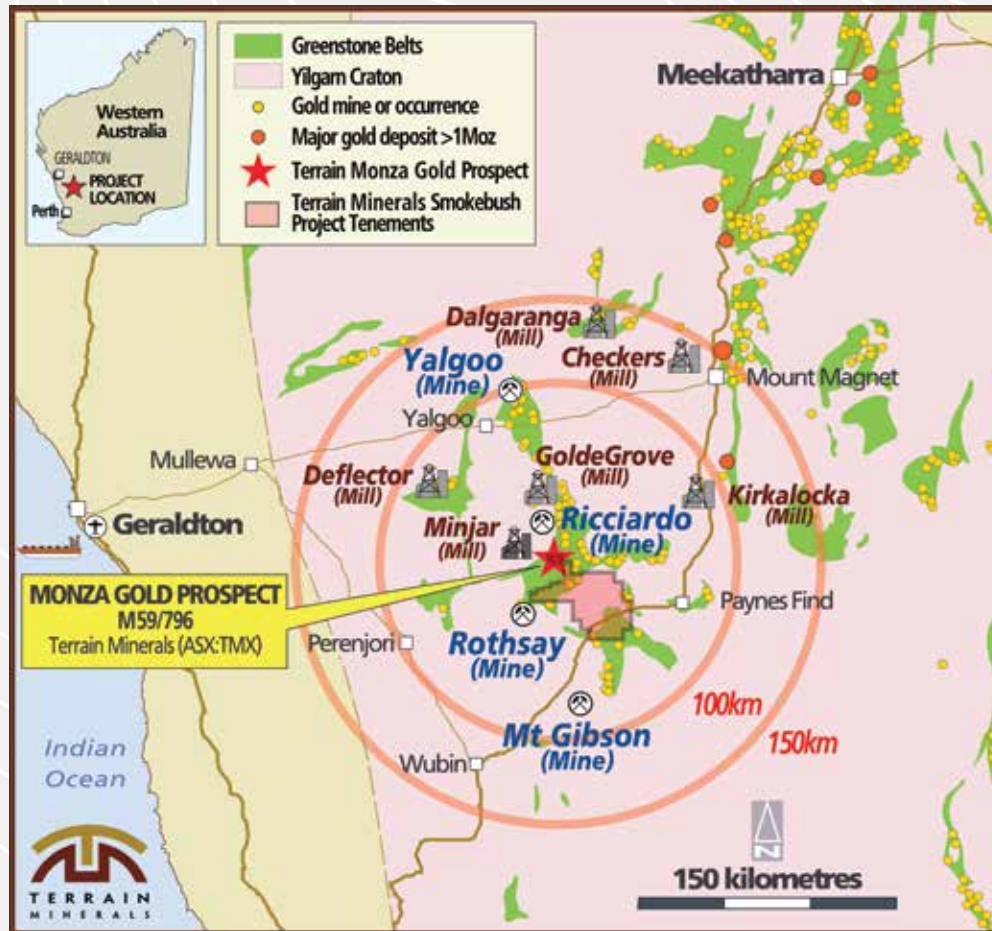 Western
Australia
GERALDTON
PROJECT
LOCATION
Perth
Greenstone Belts
Yilgarn Craton
Gold mine or occurrence
Major gold deposit >1Moz
Terrain Monza Gold Prospect
Terrain Minerals Smokebush
Project Tenements
Meekatharra
Dalgaranga
(Mill)
Checkers
(Mill)
Yalgoo
(Mine)
Mount Magnet
Yalgoo
Mullewa
Deflector
(Mill)
GoldeGrove
(Mill)
Kirkalocka
(Mill)
Geraldton
Minjar
(Mill)
Ricciardo
(Mine)
MONZA GOLD PROSPECT
M59/796
Terrain Minerals (ASX:TMX)
Paynes Find
Perenjori
Rothsay
(Mine)
100km
150km
Mt Gibson
(Mine)
Indian
Ocean
Wubin
N
150 kilometres
TERRAIN
MINERALS